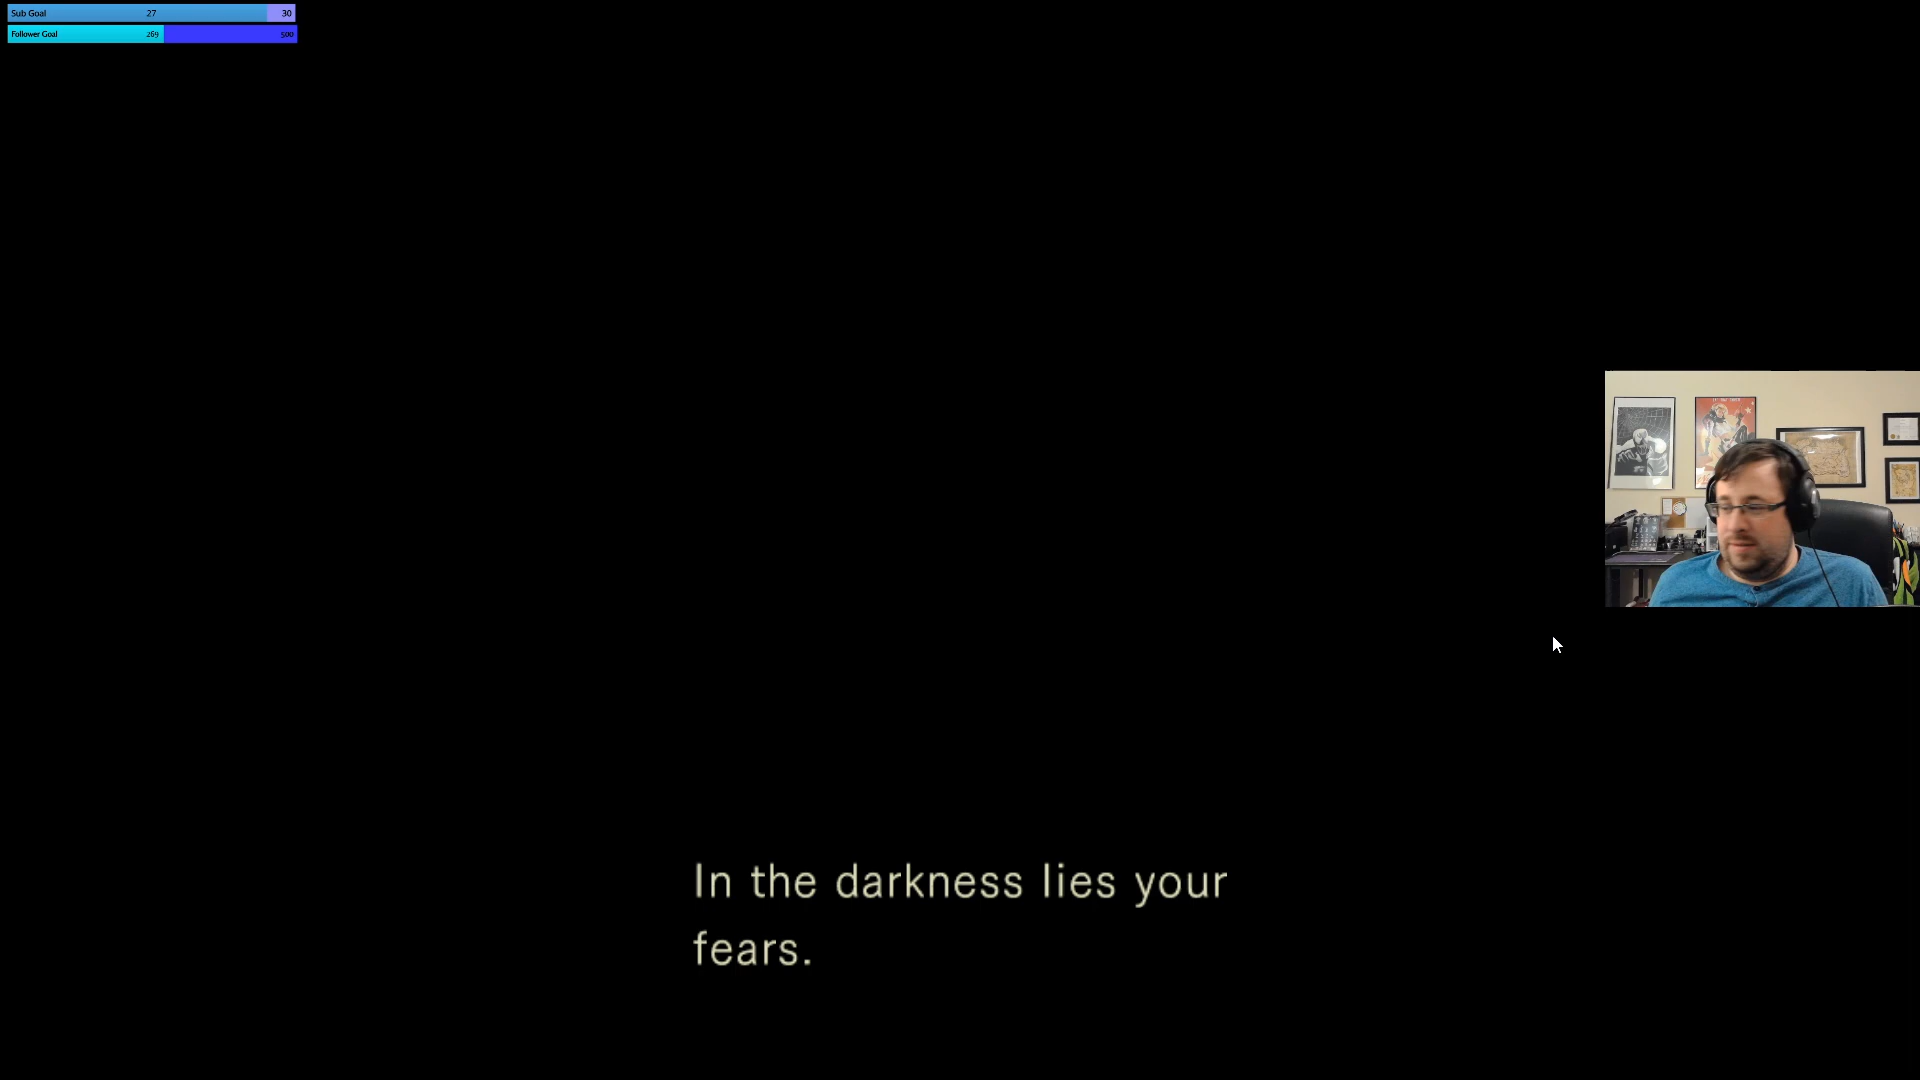 Sub Goal 27 30
Follower Goal 269 500
In the darkness lies your
fears.